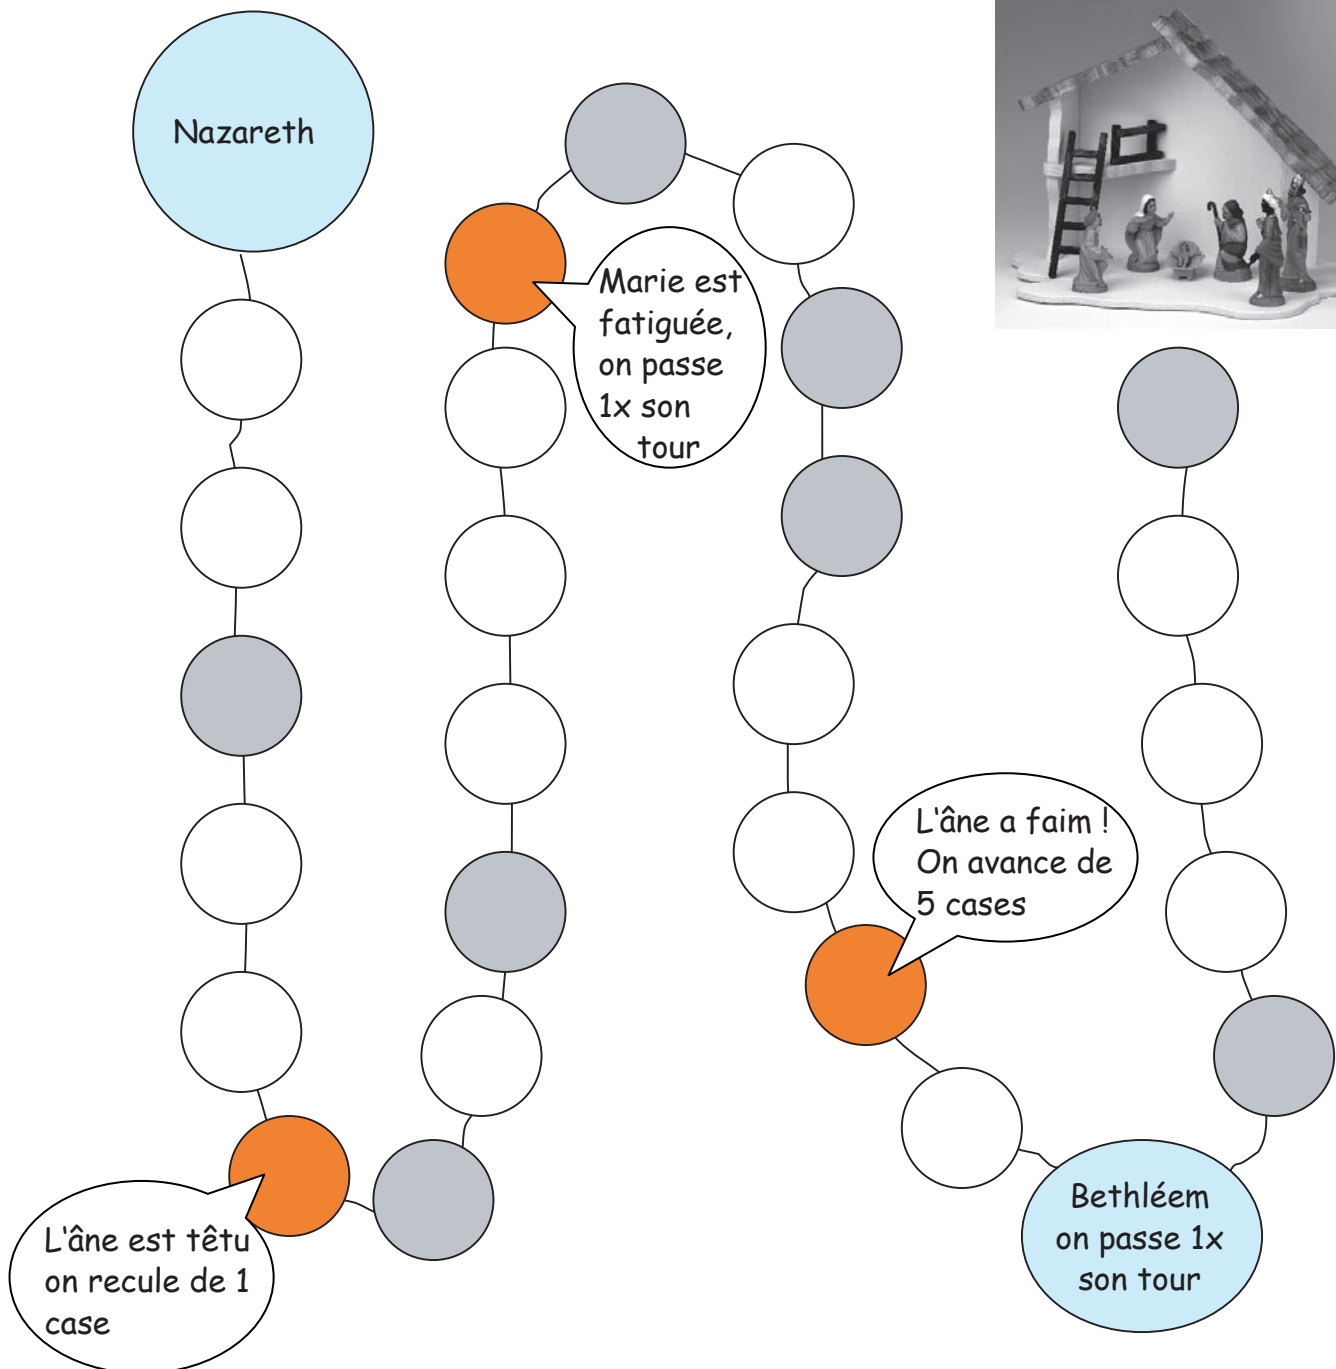 Nazareth
Marie est
fatiguée,
on passe
1x son
tour
L'âne a faim !
On avance de
5 cases
L'âne est têtu
on recule de 1
case
Bethléem
on passe 1x
son tour